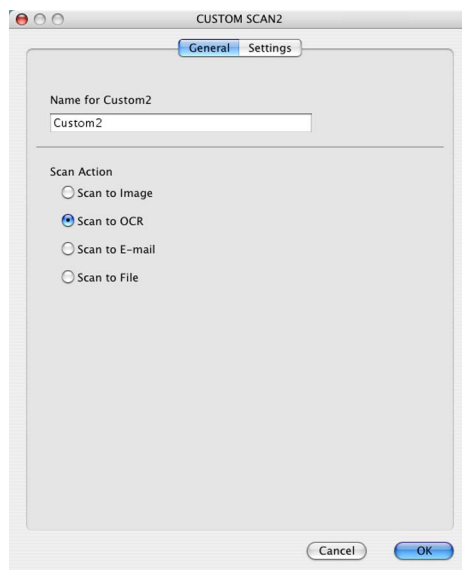 CUSTOM SCAN2
General Settings
Name for Custom2
Custom2
Scan Action
Scan to Image
Scan to OCR
Scan to E-mail
Scan to File
Cancel OK